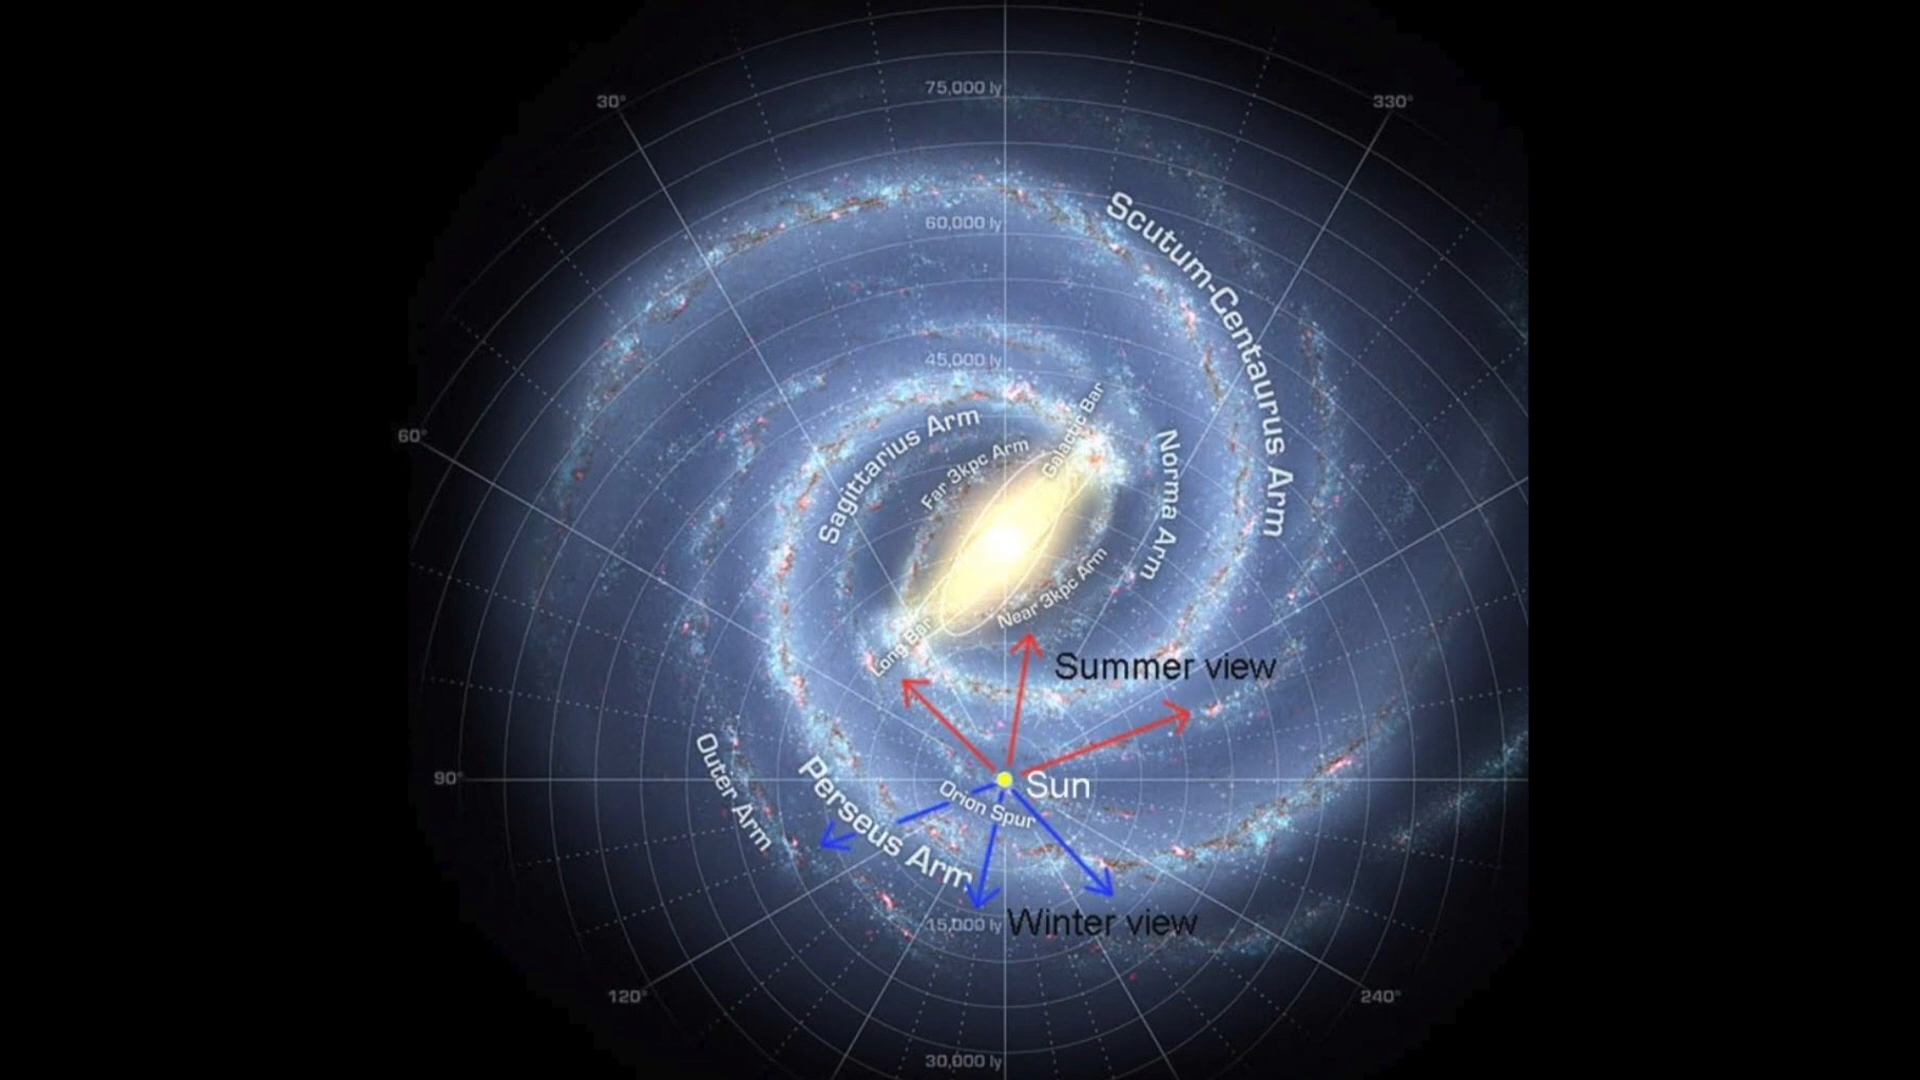 75,000 ly
30°
330°
Scutum-Centaurus Arm
60,000 ly
45,000 ly
Galactic Bar
60°
Sagittarius Arm
Far 3kpc Arm
Norma Arm
Near 3kpc Arm
Long Bar
Summer view
Outer Arm
Perseus Arm
90°
Sun
Orion Spur
15,000 ly
Winter view
120°
240°
30,000 ly